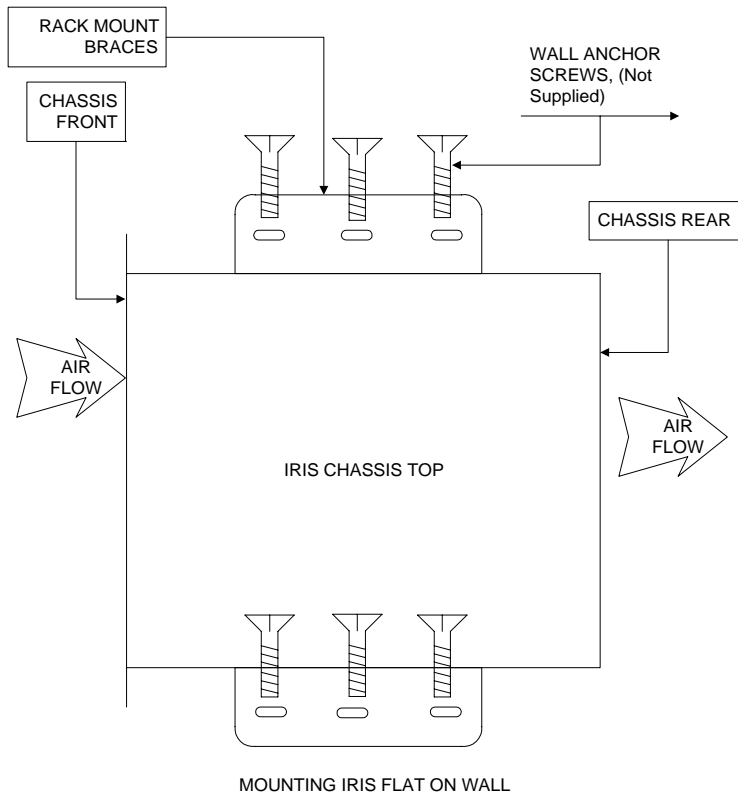 RACK MOUNT
BRACES
WALL ANCHOR
SCREWS, (Not
Supplied)
CHASSIS
FRONT
CHASSIS REAR
AIR
FLOW
AIR
FLOW
IRIS CHASSIS TOP
MOUNTING IRIS FLAT ON WALL